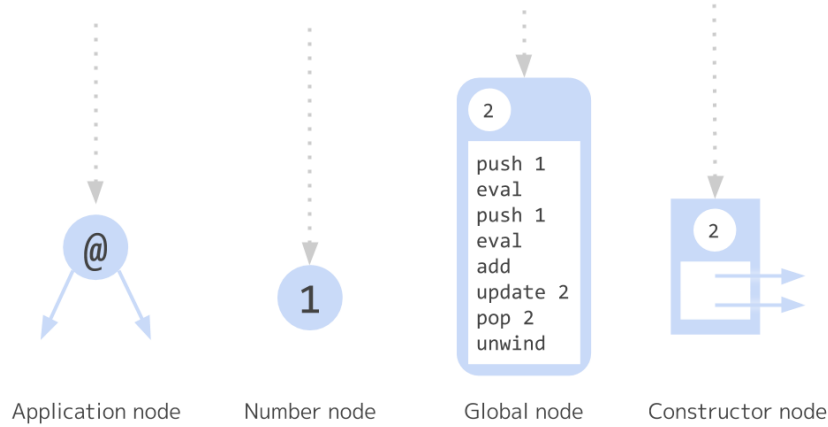 @
1
2
push 1
eval
push 1
eval
add
update 2
pop 2
unwind
2
Application node
Number node
Global node
Constructor node